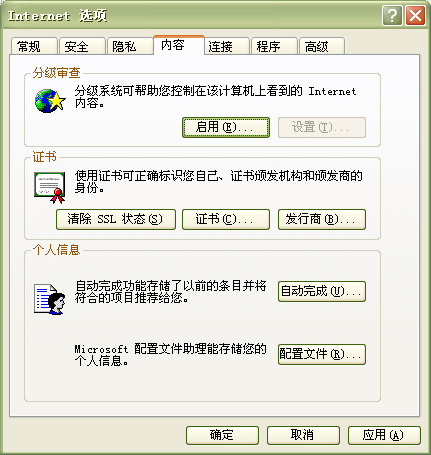 Internet 选项
常规 安全 隐私 内容 连接 程序 高级
分级审查
分级系统可帮助您控制在该计算机上看到的 Internet
内容。
启用(E)... 设置(T)...
证书
使用证书可正确标识您自己、证书颁发机构和颁发商的
身份。
清除 SSL 状态(S) 证书(C)... 发行商(B)...
个人信息
自动完成功能存储了以前的条目并将
符合的项目推荐给您。
自动完成(U)...
Microsoft 配置文件助理能存储您的
个人信息。
配置文件(R)...
确定 取消 应用(A)